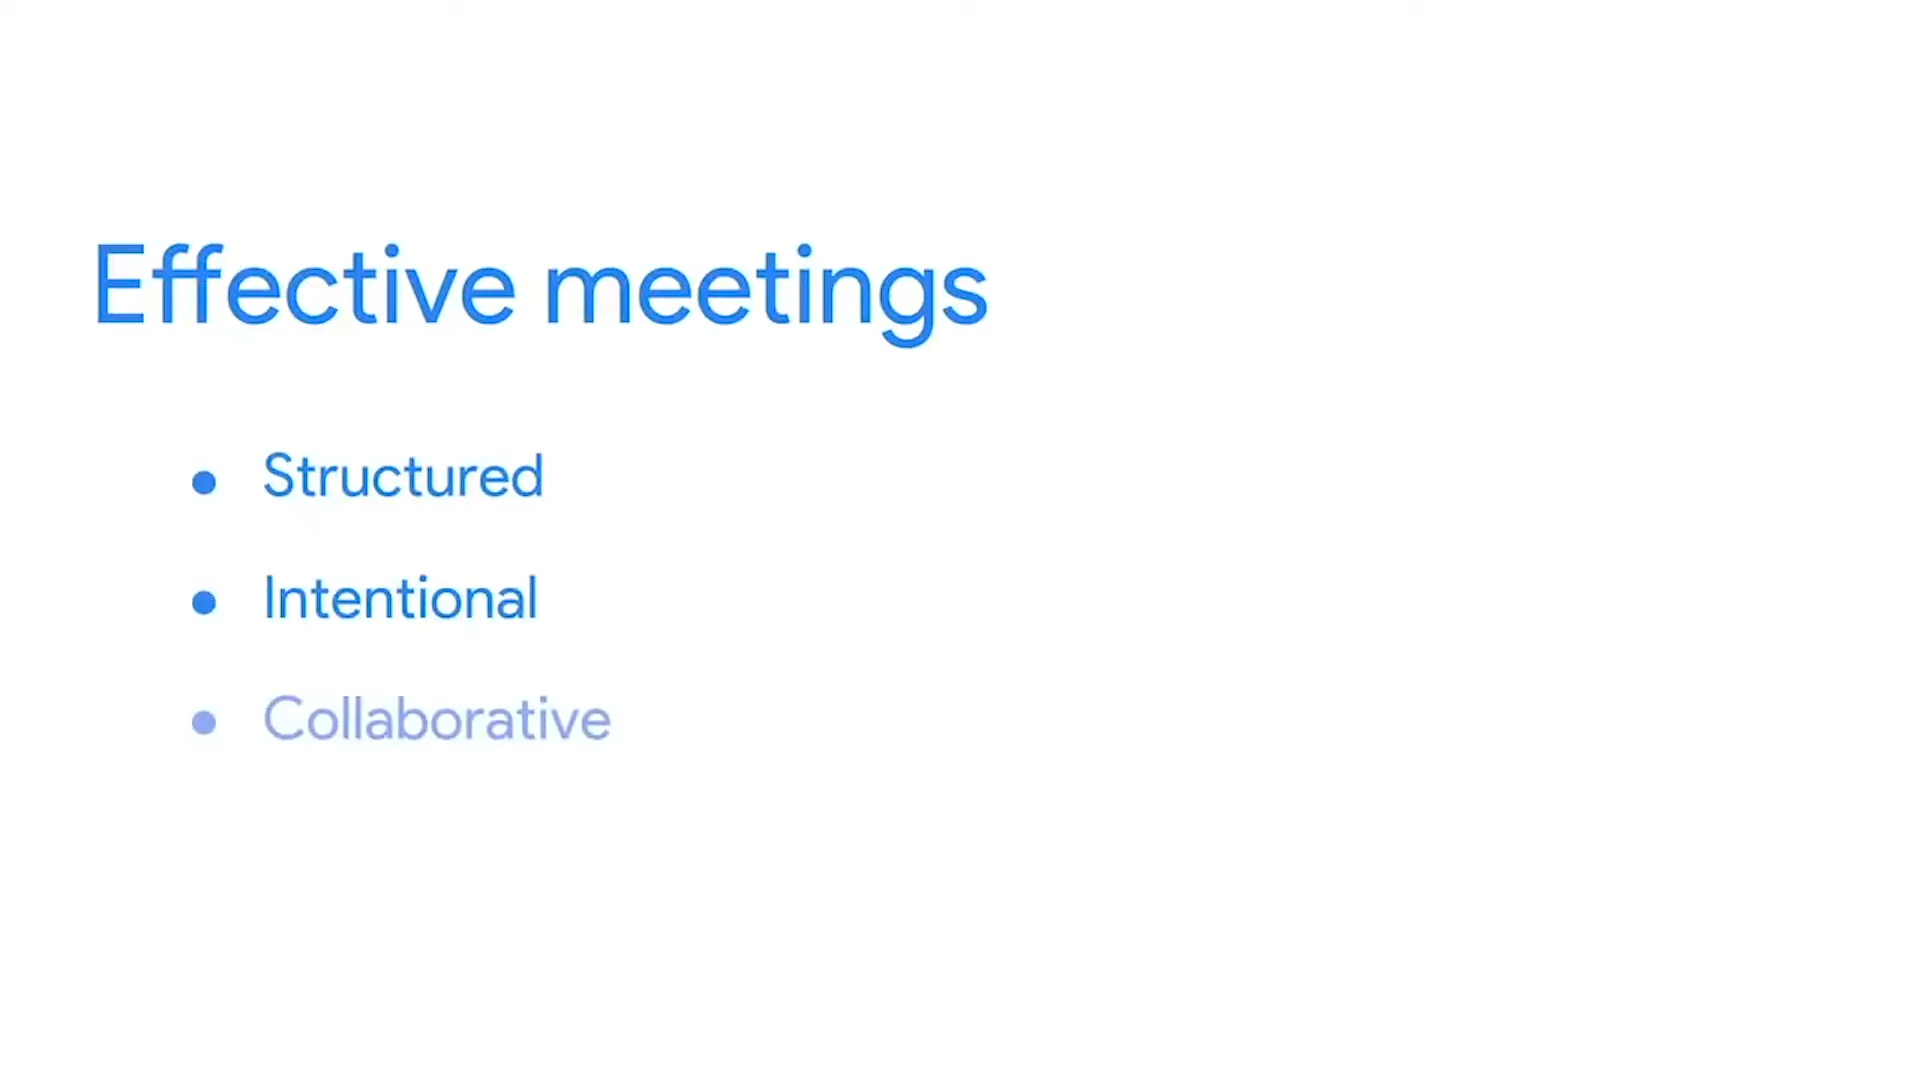 Effective meetings
• Structured
• Intentional
• Collaborative